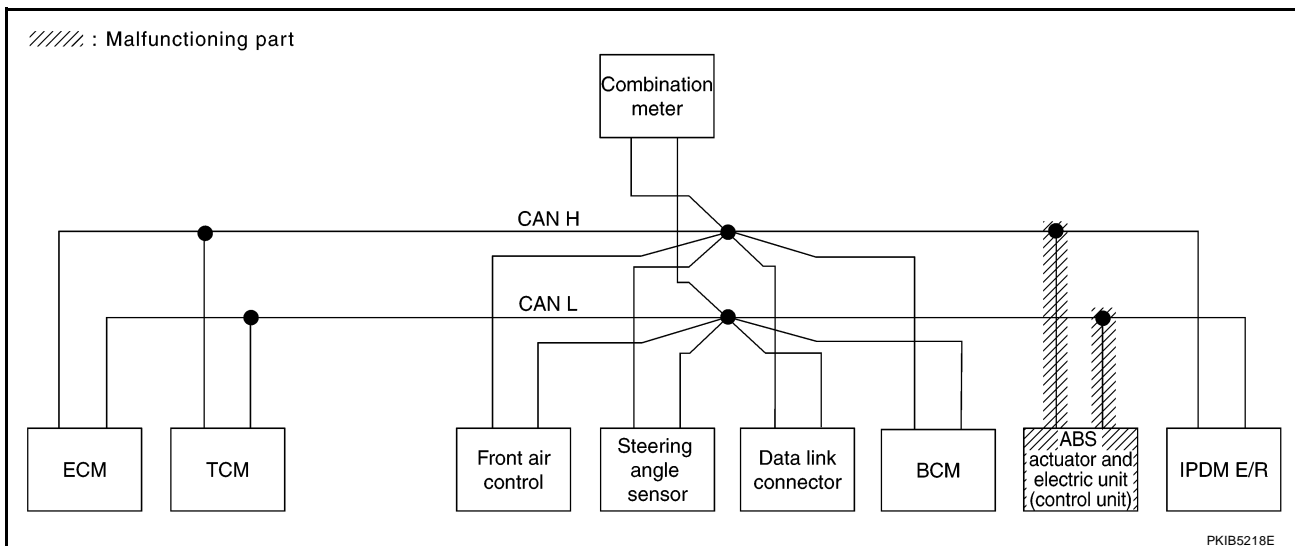 : Malfunctioning part
Combination
meter
CAN H
CAN L
ECM
TCM
Front air
control
Steering
angle
sensor
Data link
connector
BCM
ABS
actuator and
electric unit
(control unit)
IPDM E/R
PKIB5218E